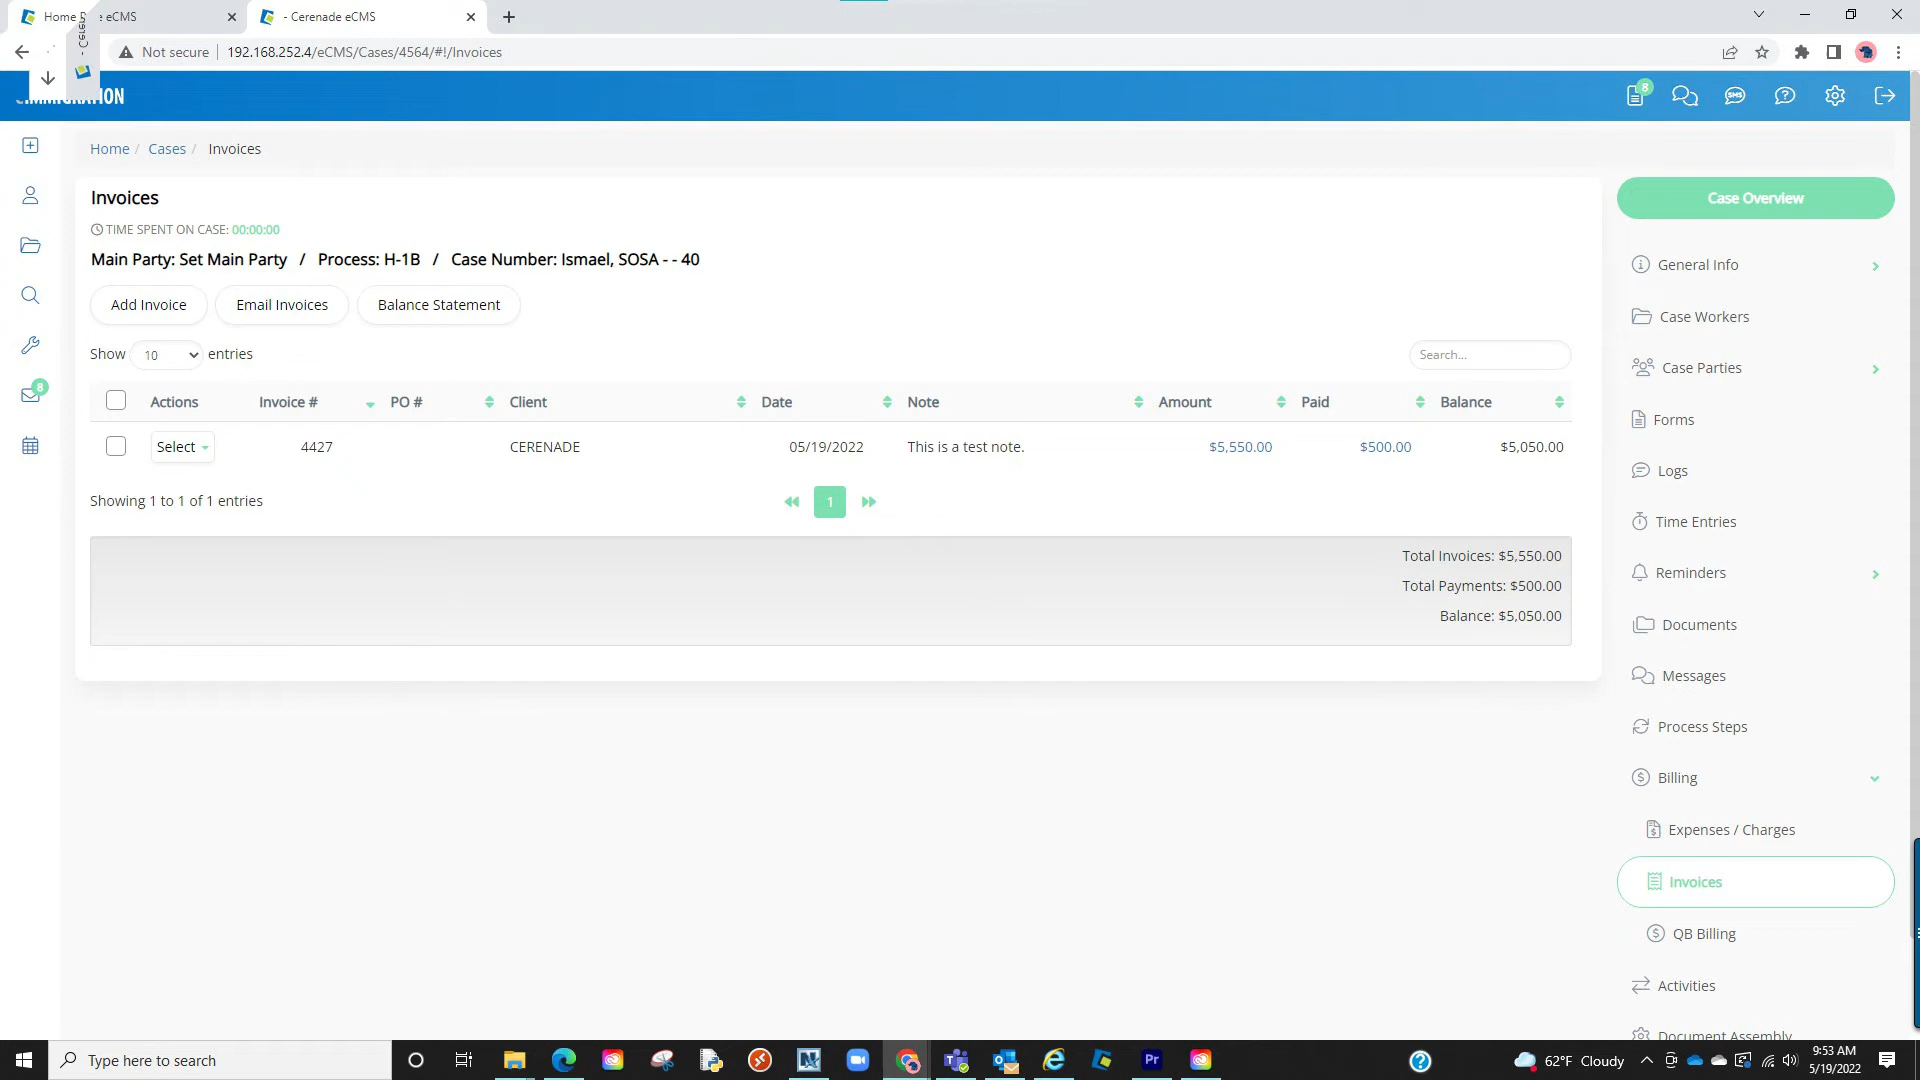 Home
e eCMS
- Cerenade eCMS
- Cere
Not secure
192.168.252.4/eCMS/Cases/4564/#!/Invoices
IMMIGRATION
8
SMS
Home / Cases / Invoices
Invoices
TIME SPENT ON CASE: 00:00:00
Main Party: Set Main Party / Process: H-1B / Case Number: Ismael, SOSA - - 40
Add Invoice
Email Invoices
Balance Statement
Show 10 entries
Search...
Actions Invoice # PO # Client Date Note Amount Paid Balance
Select 4427 CERENADE 05/19/2022 This is a test note. $5,550.00 $500.00 $5,050.00
Showing 1 to 1 of 1 entries
1
Total Invoices: $5,550.00
Total Payments: $500.00
Balance: $5,050.00
8
Case Overview
General Info
Case Workers
Case Parties
Forms
Logs
Time Entries
Reminders
Documents
Messages
Process Steps
Billing
Expenses / Charges
Invoices
QB Billing
Activities
Document Assembly
Type here to search
Pr
62°F Cloudy
9:53 AM
5/19/2022